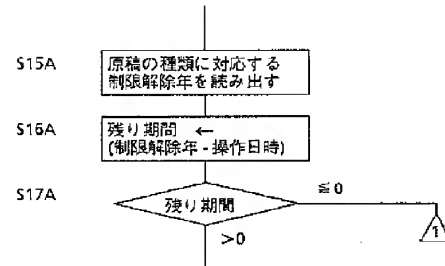 S15A
原稿の種類に対応する
制限解除年を読み出す
S16A
残り期間 ←
(制限解除年 - 操作日時)
S17A
残り期間
≦0
>0
1